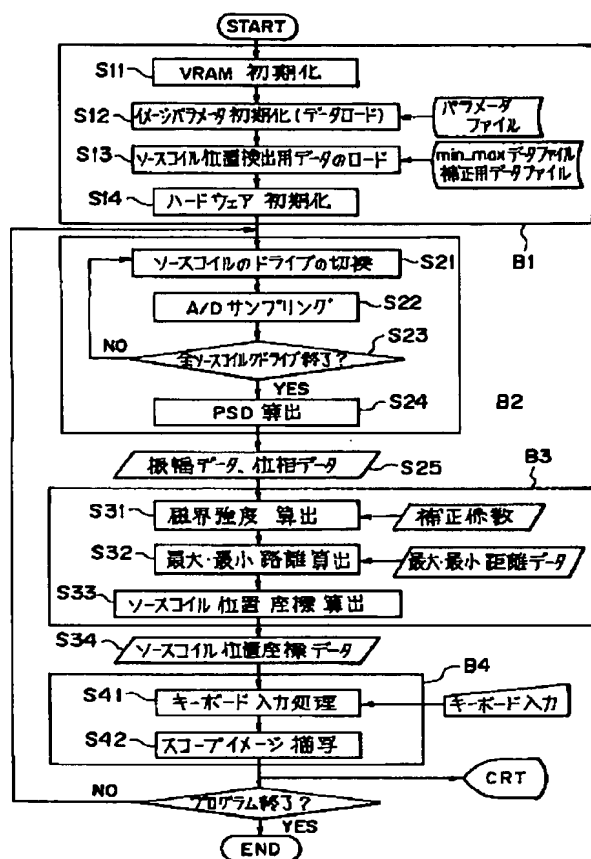 START
S11
VRAM 初期化
S12
イメージパラメータ初期化(データロード)
パラメータ
ファイル
S13
ソースコイル位置検出用データのロード
min_maxデータファイル
補正用データファイル
S14
ハードウェア 初期化
B1
ソースコイルのドライブの切換
S21
A/D サンプリング
S22
S23
NO
全ソースコイルクドライブ終了?
YES
PSD 算出
S24
B2
振幅データ、位相データ
S25
B3
S31
磁界強度 算出
補正係数
S32
最大・最小 路離算出
最大・最小 距離データ
S33
ソースコイル 位置 座標 算出
S34
ソースコイル 位置座標 データ
B4
S41
キーボード 入力処理
キーボード 入力
S42
スコープイメージ 描写
CRT
NO
プログラム終了?
YES
END